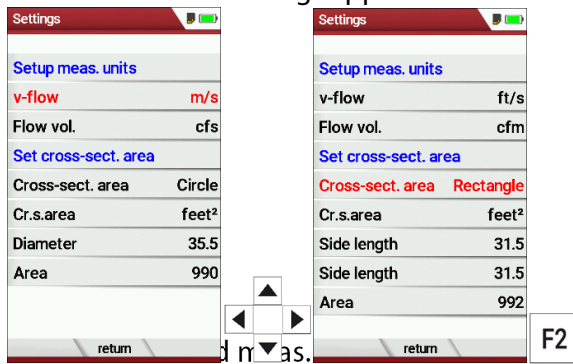 Settings
Setup meas. units
v-flow m/s
Flow vol. cfs
Set cross-sect. area
Cross-sect. area Circle
Cr.s.area feet²
Diameter 35.5
Area 990
return
Settings
Setup meas. units
v-flow ft/s
Flow vol. cfm
Set cross-sect. area
Cross-sect. area Rectangle
Cr.s.area feet²
Side length 31.5
Side length 31.5
Area 992
return
F2